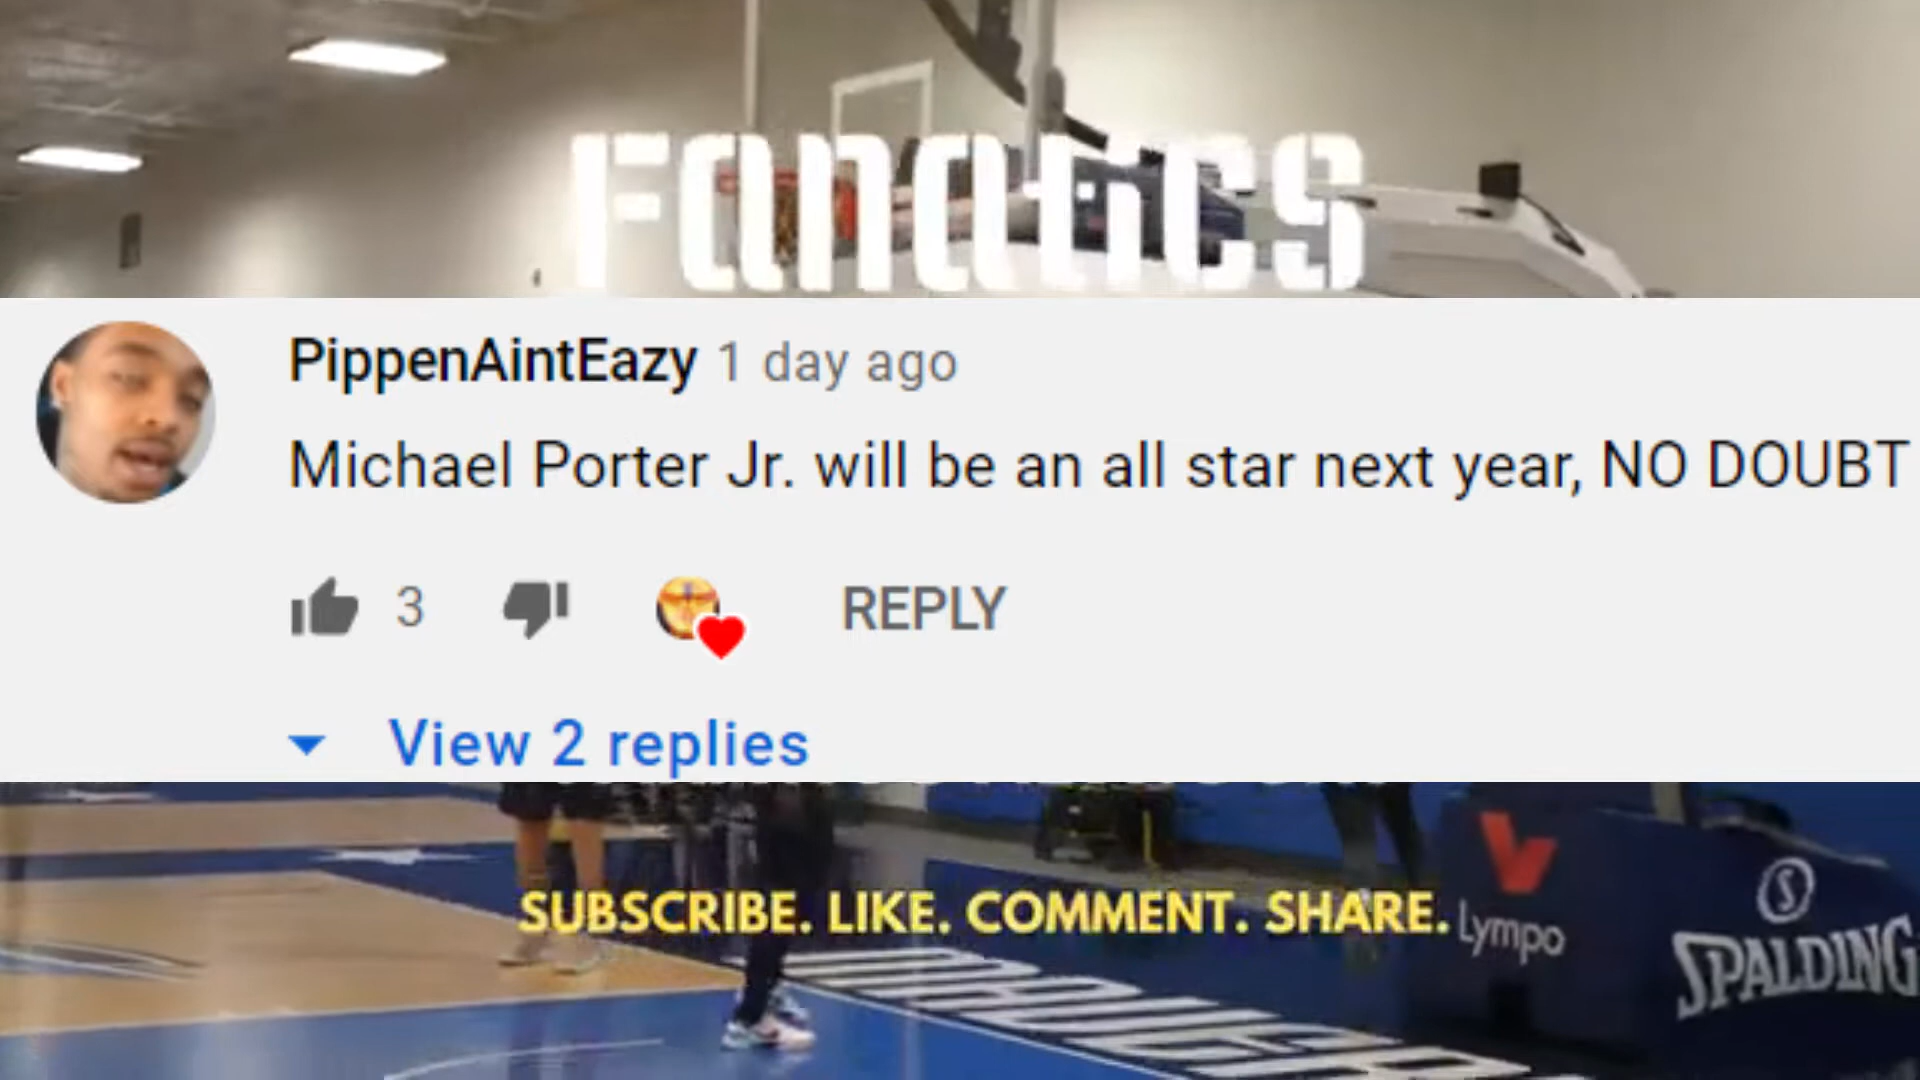 Fanatics
PippenAintEazy 1 day ago
Michael Porter Jr. will be an all star next year, NO DOUBT
3
REPLY
View 2 replies
SUBSCRIBE. LIKE. COMMENT. SHARE.
Lympo
SPALDING